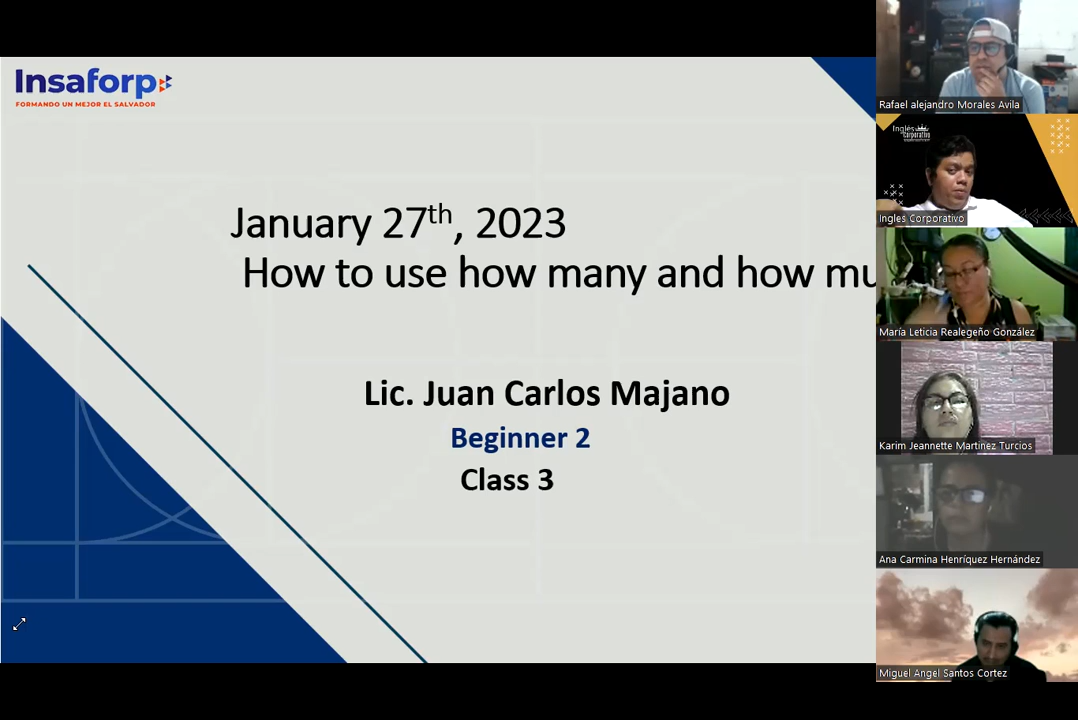 Insaforp
FORMANDO UN MEJOR EL SALVADOR
January 27th, 2023
How to use how many and how mu
Lic. Juan Carlos Majano
Beginner 2
Class 3
Rafael alejandro Morales Avila
Inglés
Corporativo
Ingles Corporativo
María Leticia Realegeño González
Karim Jeannette Martinez Turcios
Ana Carmina Henríquez Hernández
Miguel Angel Santos Cortez